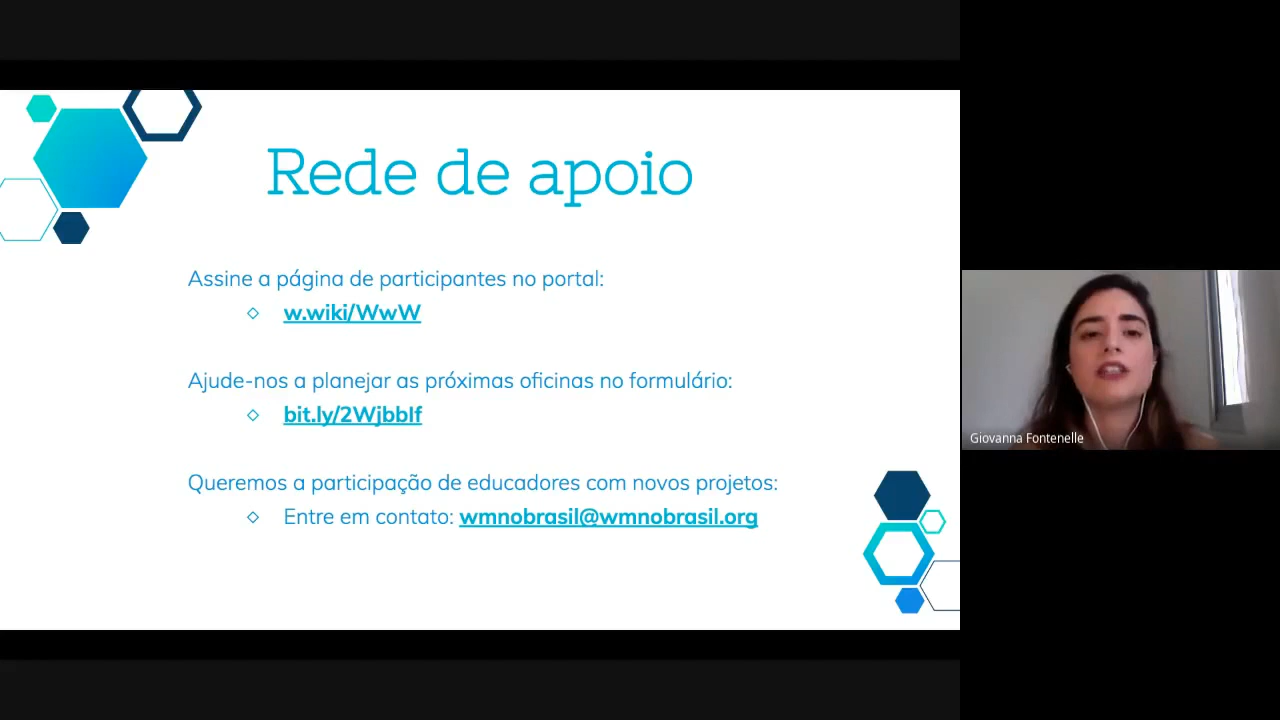 Rede de apoio
Assine a página de participantes no portal:
w.wiki/WwW
Ajude-nos a planejar as próximas oficinas no formulário:
bit.ly/2WjbbIf
Queremos a participação de educadores com novos projetos:
Entre em contato: wmnobrasil@wmnobrasil.org
Giovanna Fontenelle